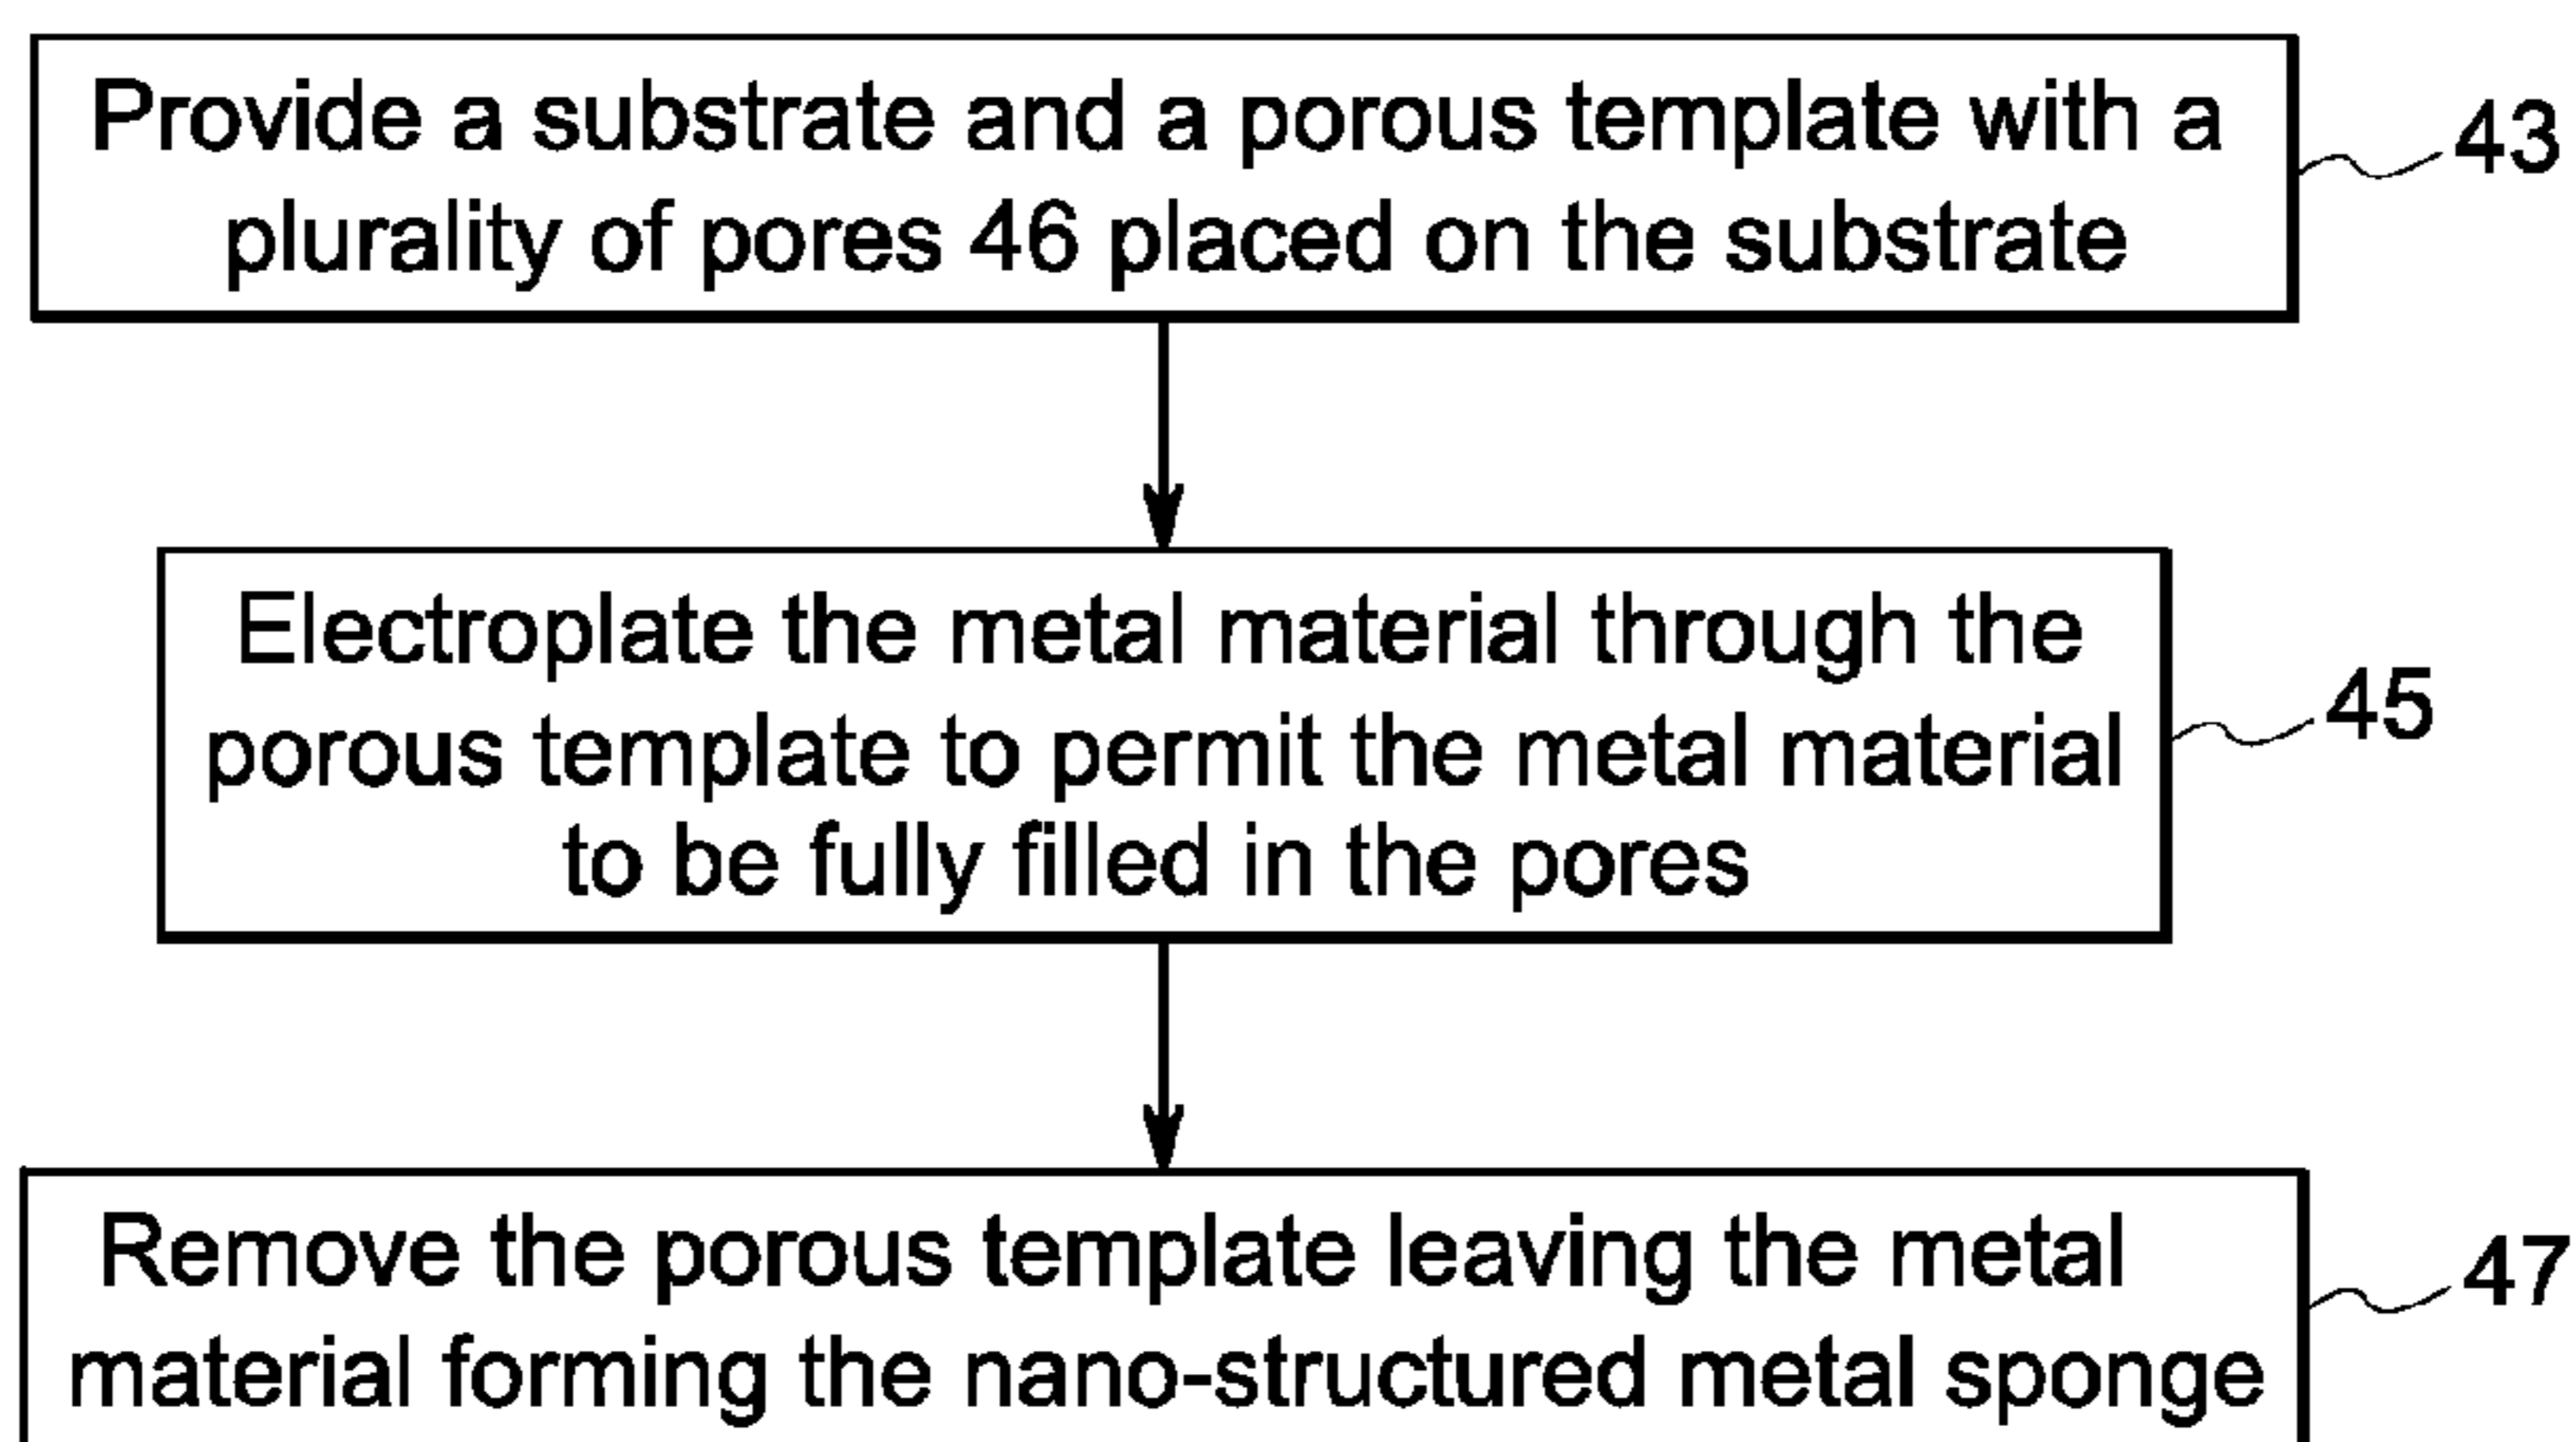 Provide a substrate and a porous template with a
plurality of pores 46 placed on the substrate
43
Electroplate the metal material through the
porous template to permit the metal material
to be fully filled in the pores
45
Remove the porous template leaving the metal
material forming the nano-structured metal sponge
47